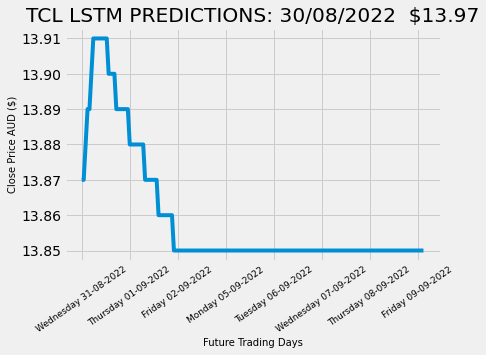 TCL LSTM PREDICTIONS: 30/08/2022  $13.97
13.91
13.90
13.89
13.88
13.87
13.86
13.85
Close Price AUD ($)
Wednesday 31-08-2022
Thursday 01-09-2022
Friday 02-09-2022
Monday 05-09-2022
Tuesday 06-09-2022
Wednesday 07-09-2022
Thursday 08-09-2022
Friday 09-09-2022
Future Trading Days